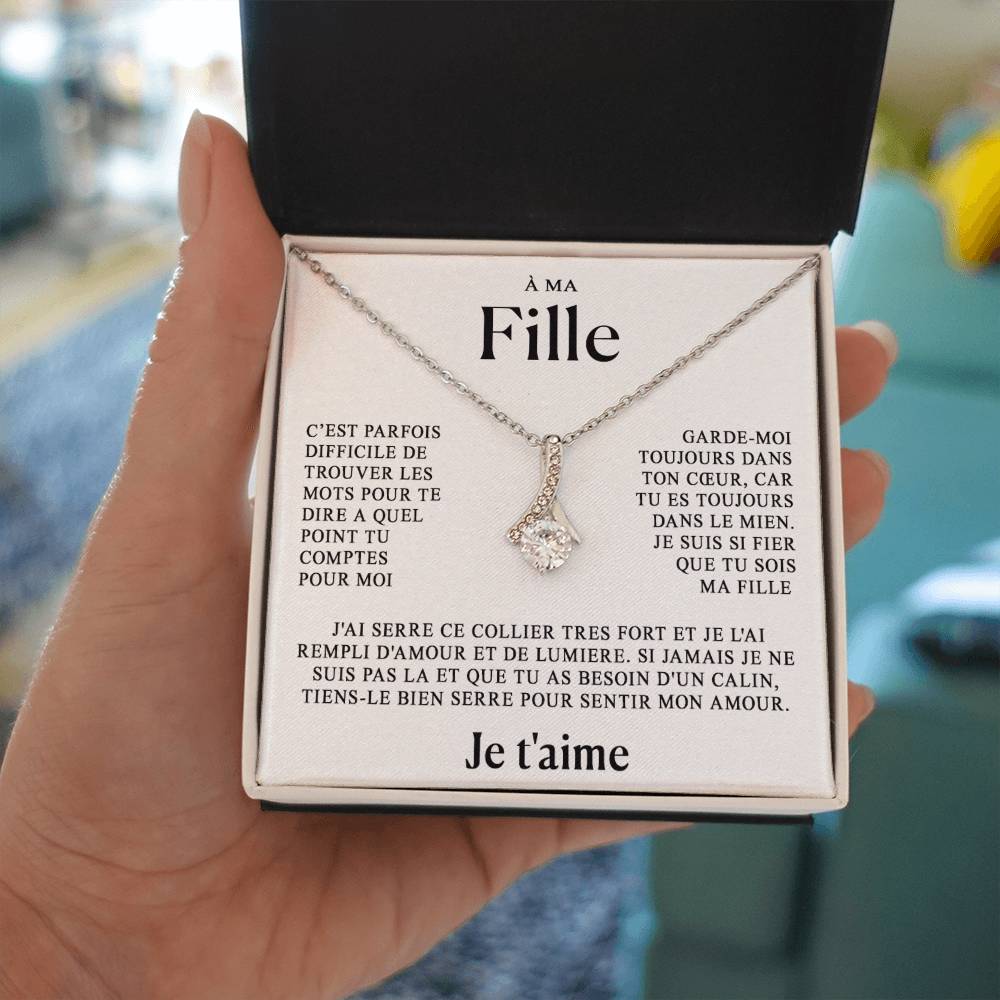 À MA
Fille
C’EST PARFOIS
DIFFICILE DE
TROUVER LES
MOTS POUR TE
DIRE A QUEL
POINT TU
COMPTES
POUR MOI
GARDE-MOI
TOUJOURS DANS
TON CŒUR, CAR
TU ES TOUJOURS
DANS LE MIEN.
JE SUIS SI FIER
QUE TU SOIS
MA FILLE
J'AI SERRE CE COLLIER TRES FORT ET JE L'AI
REMPLI D'AMOUR ET DE LUMIERE. SI JAMAIS JE NE
SUIS PAS LA ET QUE TU AS BESOIN D'UN CALIN,
TIENS-LE BIEN SERRE POUR SENTIR MON AMOUR.
Je t'aime